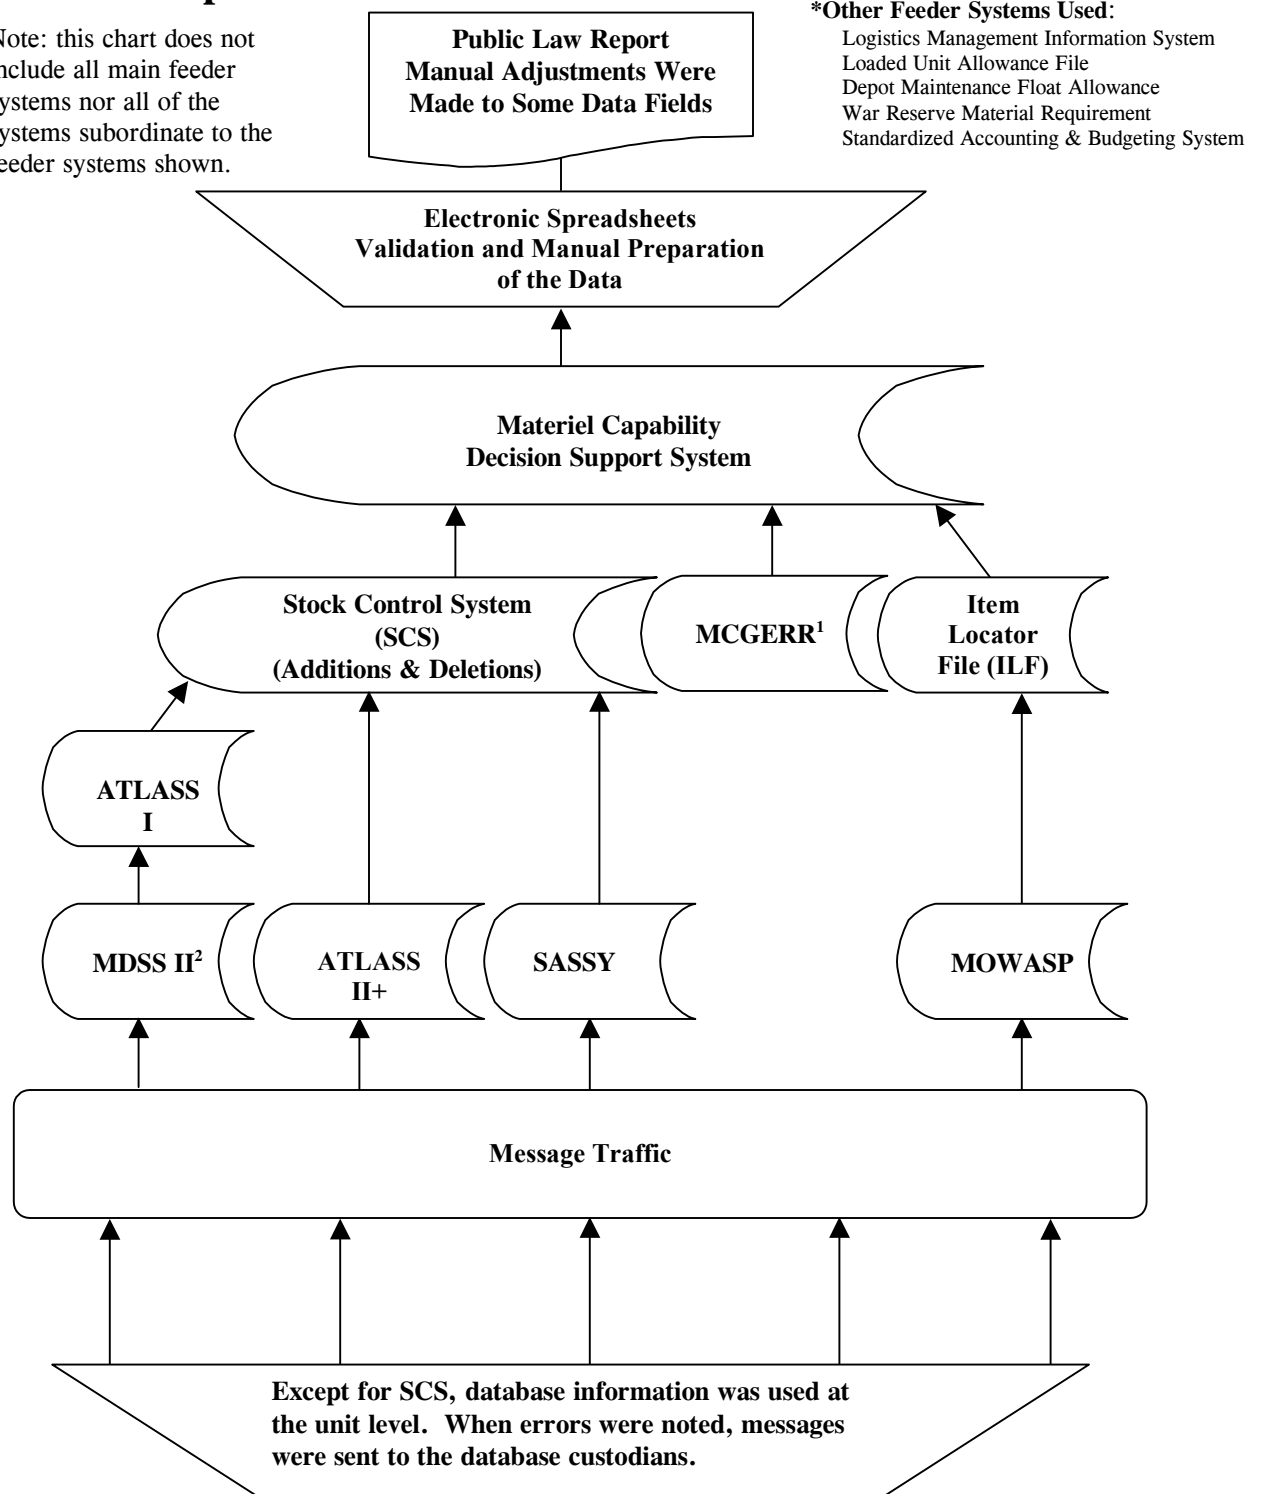 Note: this chart does not
include all main feeder
systems nor all of the
systems subordinate to the
feeder systems shown.
Public Law Report
Manual Adjustments Were
Made to Some Data Fields
*Other Feeder Systems Used:
Logistics Management Information System
Loaded Unit Allowance File
Depot Maintenance Float Allowance
War Reserve Material Requirement
Standardized Accounting & Budgeting System
Electronic Spreadsheets
Validation and Manual Preparation
of the Data
Materiel Capability
Decision Support System
Stock Control System
(SCS)
(Additions & Deletions)
MCGERR¹
Item
Locator
File (ILF)
ATLASS
I
MDSS II²
ATLASS
II+
SASSY
MOWASP
Message Traffic
Except for SCS, database information was used at
the unit level.  When errors were noted, messages
were sent to the database custodians.